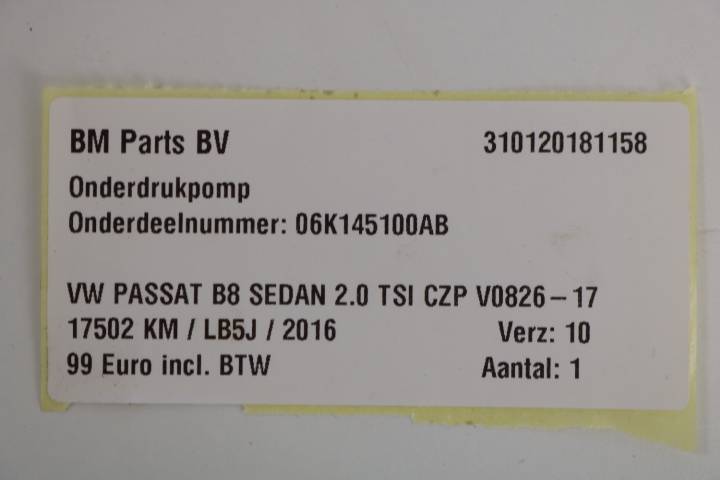 BM Parts BV 310120181158
Onderdrukpomp
Onderdeelnummer: 06K145100AB
VW PASSAT B8 SEDAN 2.0 TSI CZP V0826-17
17502 KM / LB5J / 2016 Verz: 10
99 Euro incl. BTW Aantal: 1